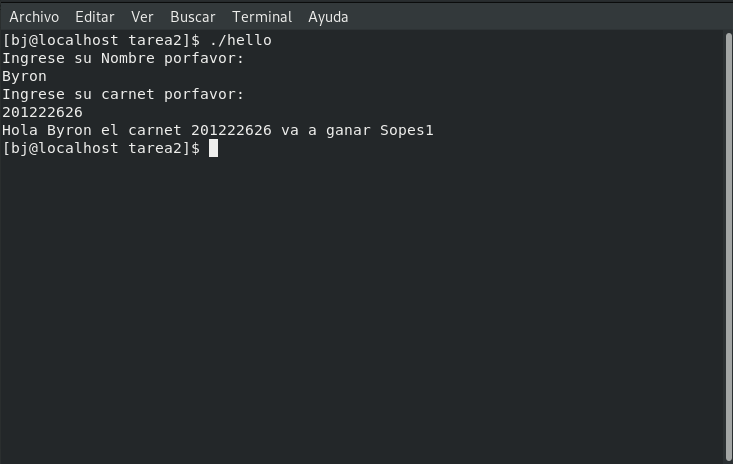 Archivo Editar Ver Buscar Terminal Ayuda
[bj@localhost tarea2]$ ./hello
Ingrese su Nombre porfavor:
Byron
Ingrese su carnet porfavor:
201222626
Hola Byron el carnet 201222626 va a ganar Sopes1
[bj@localhost tarea2]$